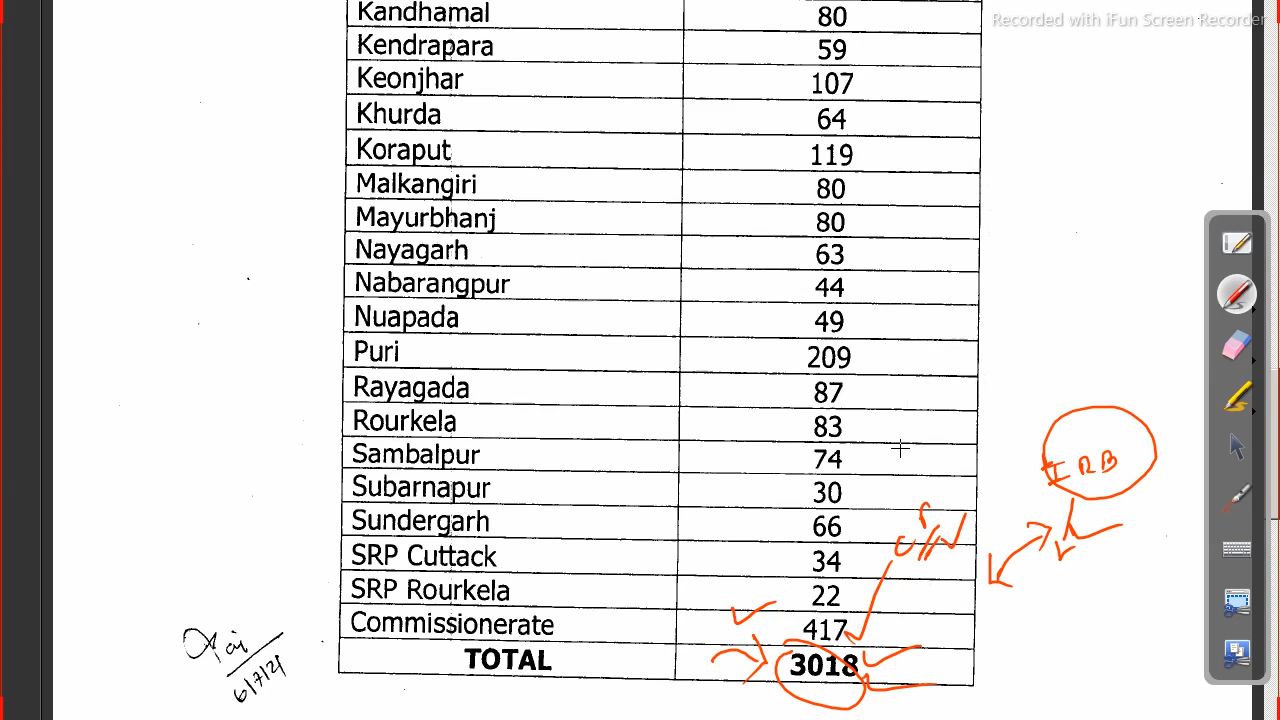 Recorded with iFun Screen Recorder
Kandhamal 80
Kendrapara 59
Keonjhar 107
Khurda 64
Koraput 119
Malkangiri 80
Mayurbhanj 80
Nayagarh 63
Nabarangpur 44
Nuapada 49
Puri 209
Rayagada 87
Rourkela 83
Sambalpur 74
IRB
Subarnapur 30
Sundergarh 66
SRP Cuttack 34
SRP Rourkela 22
Commissionerate 417
TOTAL 3018
6/7/21